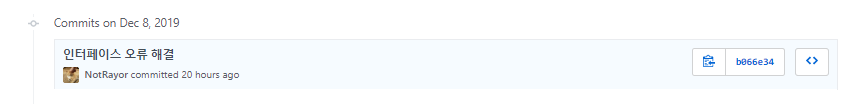 Commits on Dec 8, 2019
인터페이스 오류 해결
b066e34
NotRayor committed 20 hours ago